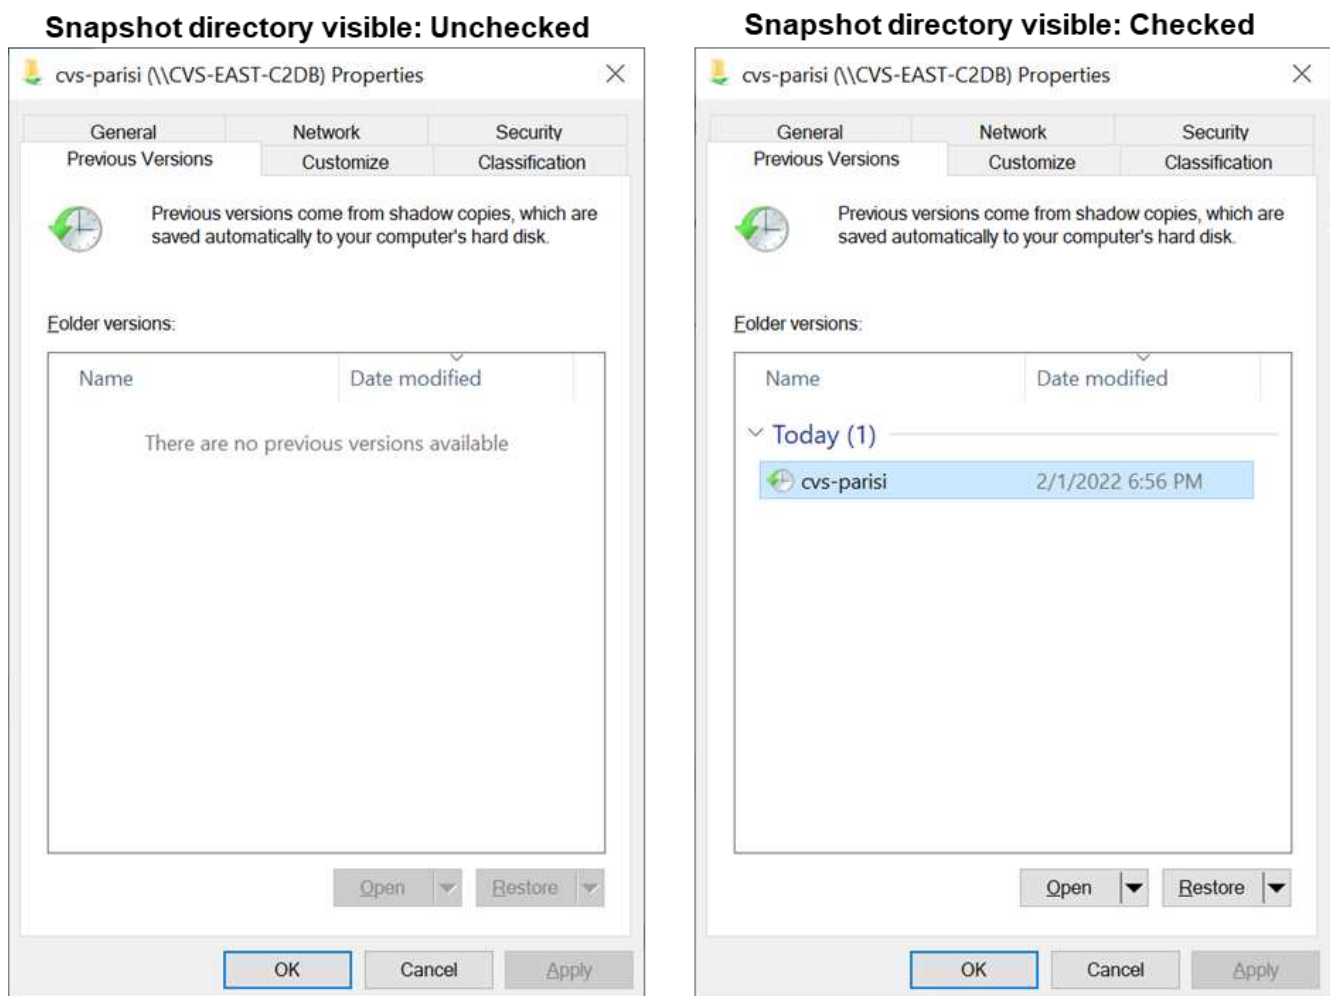 Snapshot directory visible: Unchecked
cvs-parisi (\\CVS-EAST-C2DB) Properties
General Network Security
Previous Versions Customize Classification
Previous versions come from shadow copies, which are
saved automatically to your computer's hard disk.
Folder versions:
Name Date modified
There are no previous versions available
Open Restore
OK Cancel Apply
Snapshot directory visible: Checked
cvs-parisi (\\CVS-EAST-C2DB) Properties
General Network Security
Previous Versions Customize Classification
Previous versions come from shadow copies, which are
saved automatically to your computer's hard disk.
Folder versions:
Name Date modified
Today (1)
cvs-parisi 2/1/2022 6:56 PM
Open Restore
OK Cancel Apply